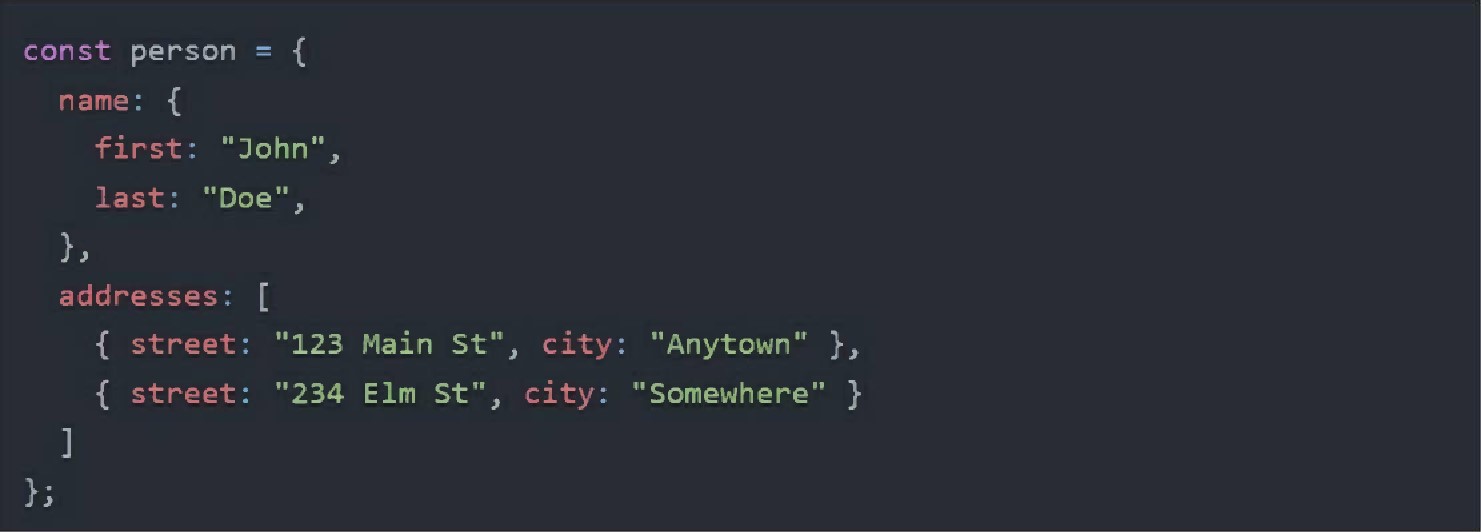 const person = {
  name: {
    first: "John",
    last: "Doe",
  },
  addresses: [
    { street: "123 Main St", city: "Anytown" },
    { street: "234 Elm St", city: "Somewhere" }
  ]
};